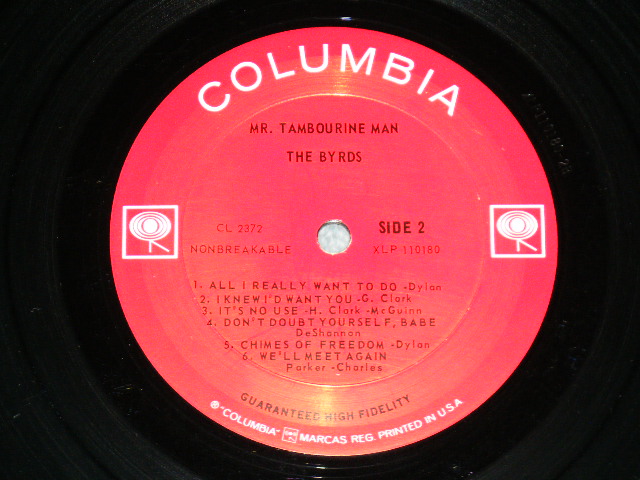 COLUMBIA
MR. TAMBOURINE MAN
THE BYRDS
CL 2372 SIDE 2
NONBREAKABLE XLP 110180
1. ALL I REALLY WANT TO DO -Dylan
2. I KNEW I'D WANT YOU -G. Clark
3. IT'S NO USE -H. Clark -McGuinn
4. DON'T DOUBT YOURSELF, BABE
DeShannon
5. CHIMES OF FREEDOM -Dylan
6. WE'LL MEET AGAIN
Parker -Charles
GUARANTEED HIGH FIDELITY
® "COLUMBIA" MARCAS REG. PRINTED IN U.S.A.